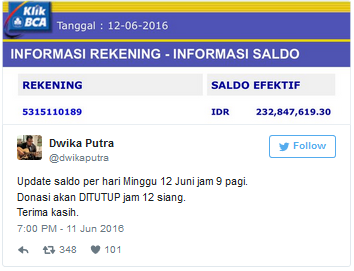 Klik
BCA
Tanggal : 12-06-2016
INFORMASI REKENING - INFORMASI SALDO
REKENING SALDO EFEKTIF
5315110189 IDR 232,847,619.30
Dwika Putra
@dwikaputra
Follow
Update saldo per hari Minggu 12 Juni jam 9 pagi.
Donasi akan DITUTUP jam 12 siang.
Terima kasih.
7:00 PM - 11 Jun 2016
348 101